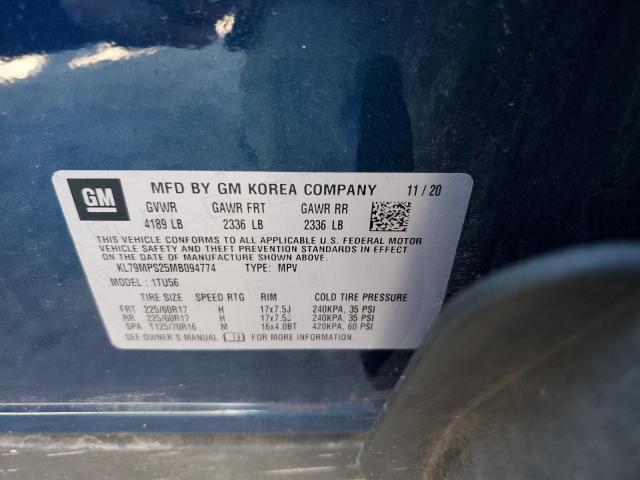 GM MFD BY GM KOREA COMPANY 11/20
GVWR GAWR FRT GAWR RR
4189 LB 2336 LB 2336 LB
THIS VEHICLE CONFORMS TO ALL APPLICABLE U.S. FEDERAL MOTOR
VEHICLE SAFETY AND THEFT PREVENTION STANDARDS IN EFFECT
ON THE DATE OF MANUFACTURE SHOWN ABOVE.
KL79MPS25MB094774 TYPE: MPV
MODEL: 1TU56
TIRE SIZE SPEED RTG RIM COLD TIRE PRESSURE
FRT 225/60R17 H 17x7.5J 240KPA, 35 PSI
RR 225/60R17 H 17x7.5J 240KPA, 35 PSI
SPA T125/70R16 M 16x4.0BT 420KPA, 60 PSI
SEE OWNER'S MANUAL FOR MORE INFORMATION.